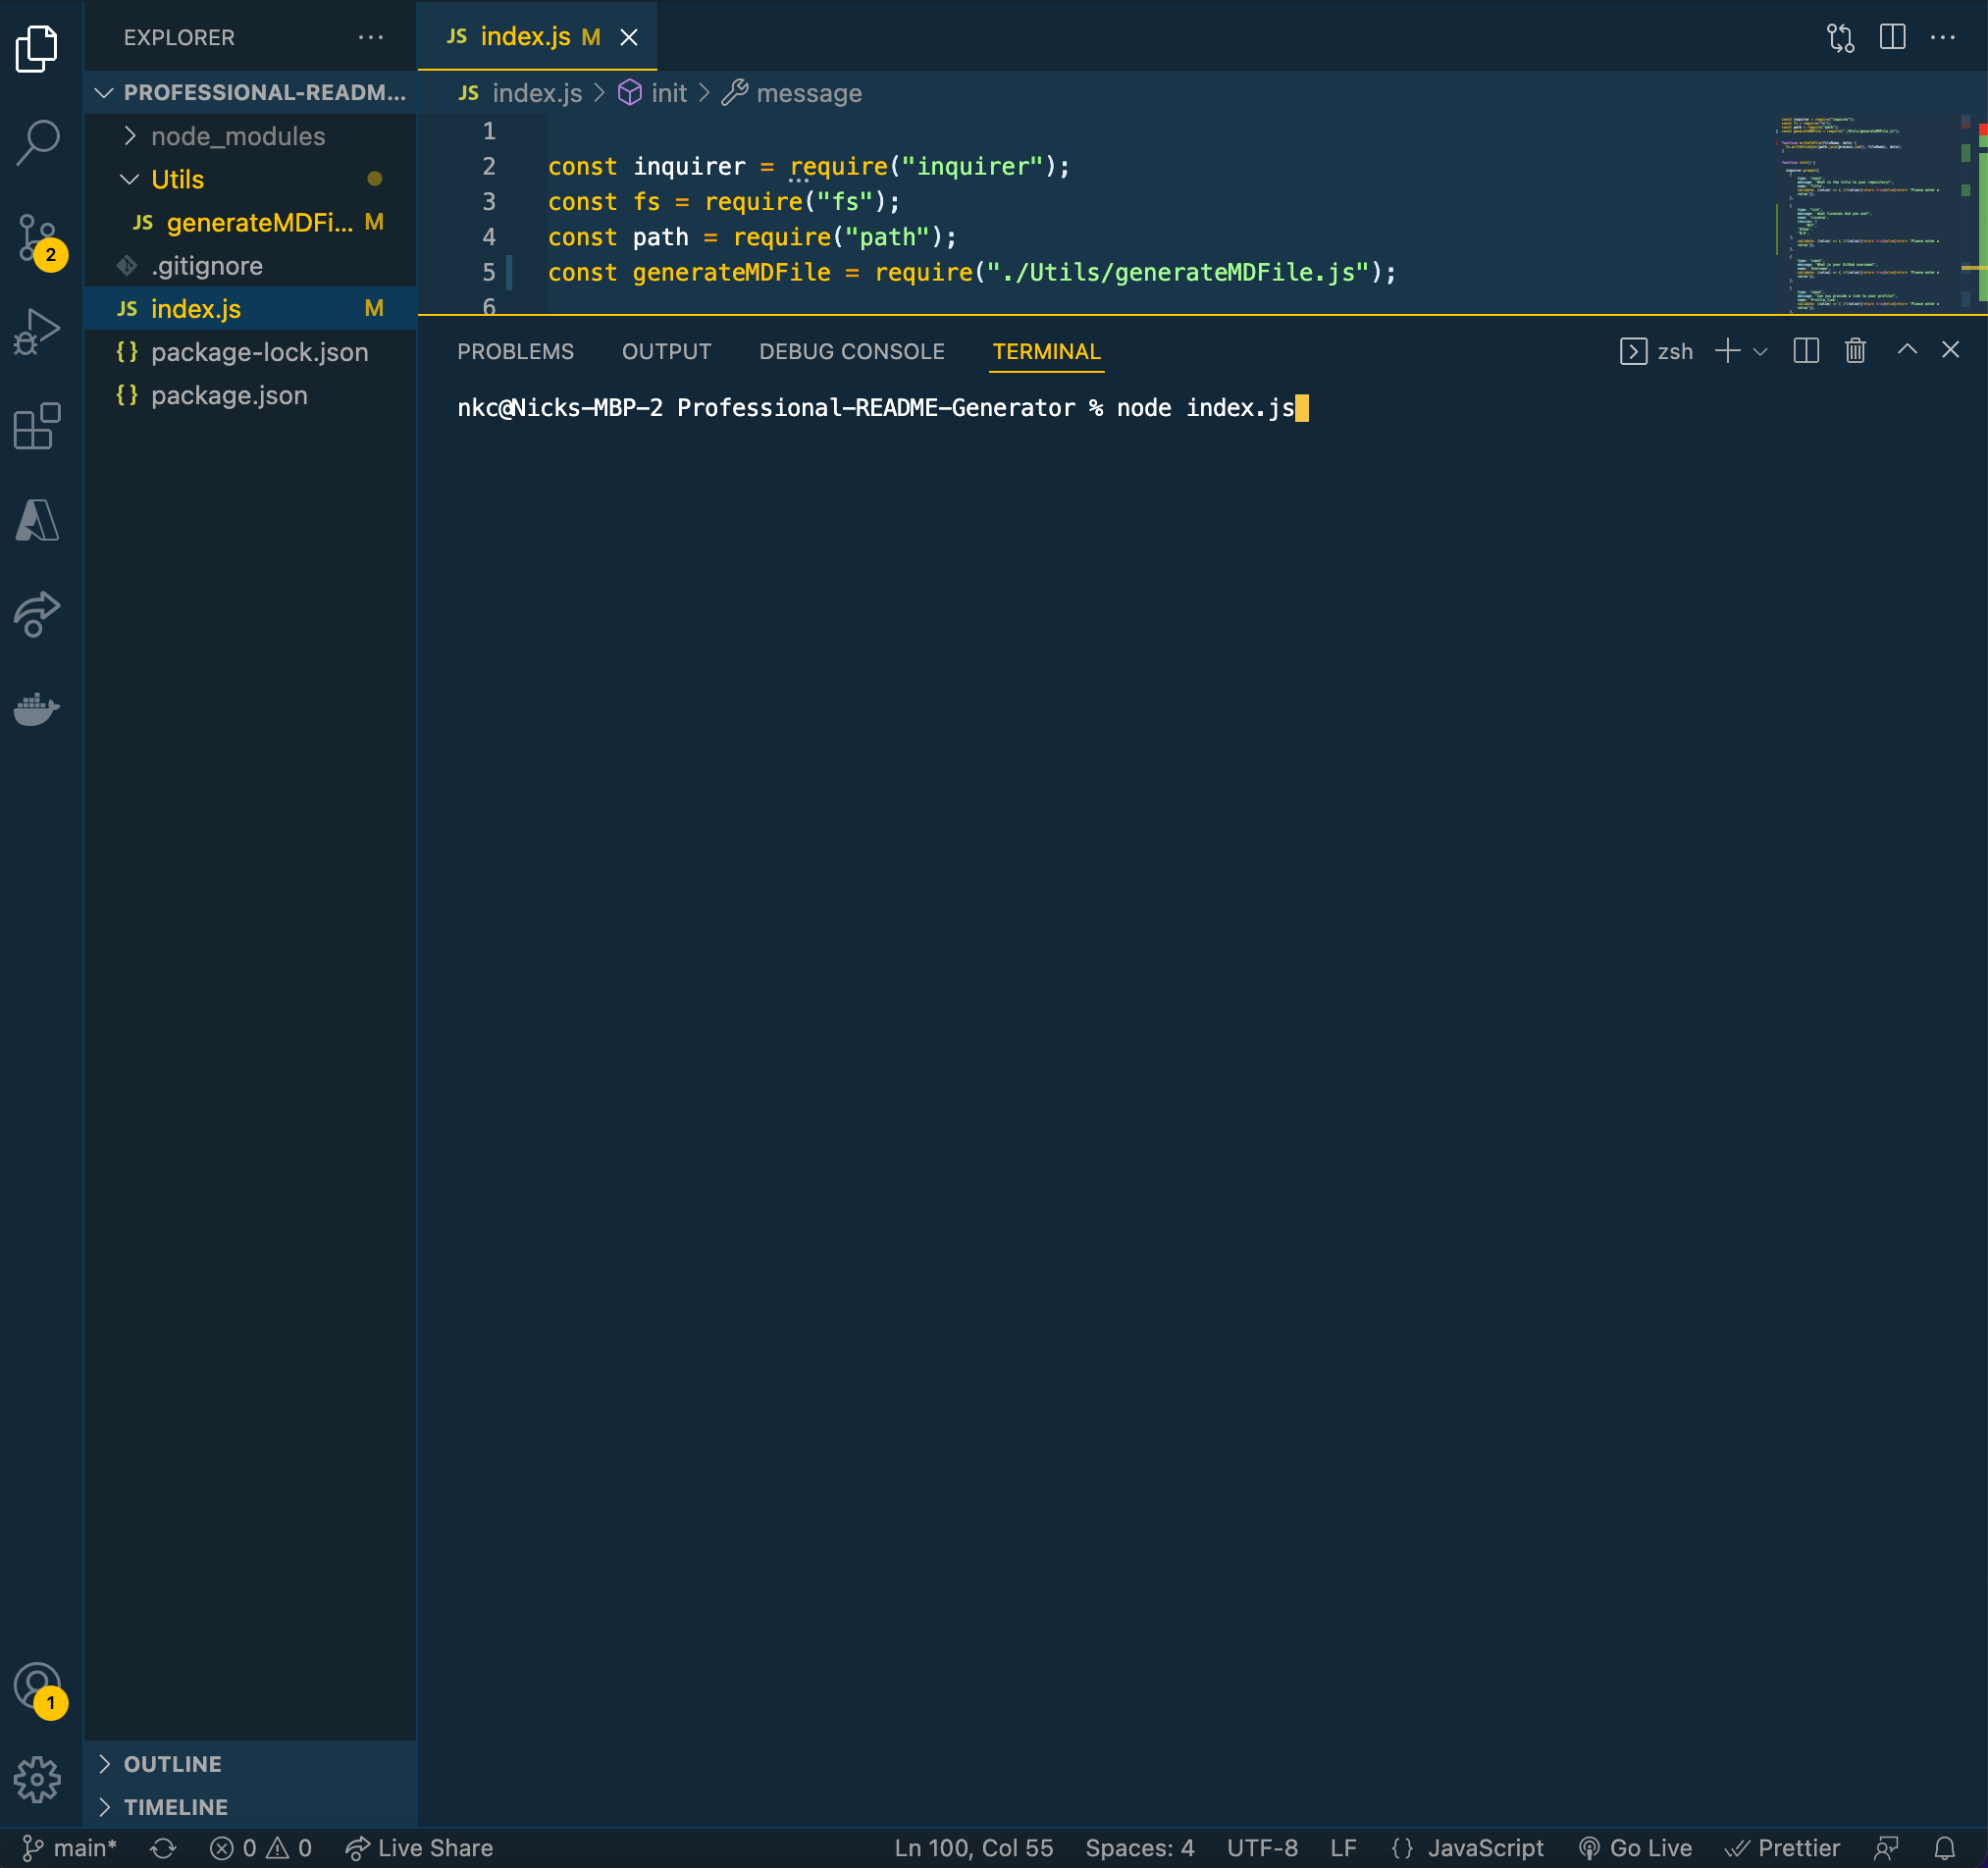 EXPLORER
PROFESSIONAL-READM...
node_modules
Utils
JS generateMDFi... M
.gitignore
JS index.js M
{} package-lock.json
{} package.json
OUTLINE
TIMELINE
2
1
JS index.js M
JS index.js > init > message
1
2 const inquirer = require("inquirer");
3 const fs = require("fs");
4 const path = require("path");
5 const generateMDFile = require("./Utils/generateMDFile.js");
6
PROBLEMS OUTPUT DEBUG CONSOLE TERMINAL zsh
nkc@Nicks-MBP-2 Professional-README-Generator % node index.js
main* 0 0 Live Share Ln 100, Col 55 Spaces: 4 UTF-8 LF {} JavaScript Go Live Prettier